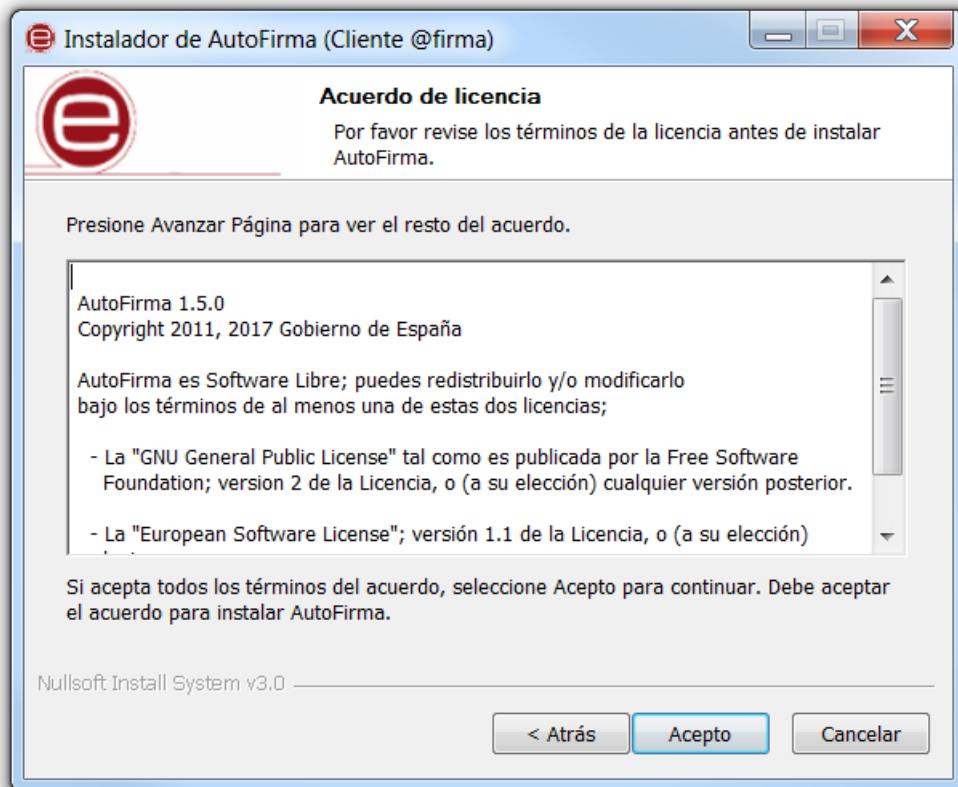 Instalador de AutoFirma (Cliente @firma)
Acuerdo de licencia
Por favor revise los términos de la licencia antes de instalar
AutoFirma.
Presione Avanzar Página para ver el resto del acuerdo.
AutoFirma 1.5.0
Copyright 2011, 2017 Gobierno de España
AutoFirma es Software Libre; puedes redistribuirlo y/o modificarlo
bajo los términos de al menos una de estas dos licencias;
- La "GNU General Public License" tal como es publicada por la Free Software
Foundation; version 2 de la Licencia, o (a su elección) cualquier versión posterior.
- La "European Software License"; versión 1.1 de la Licencia, o (a su elección)
Si acepta todos los términos del acuerdo, seleccione Acepto para continuar. Debe aceptar
el acuerdo para instalar AutoFirma.
Nullsoft Install System v3.0
< Atrás
Acepto
Cancelar